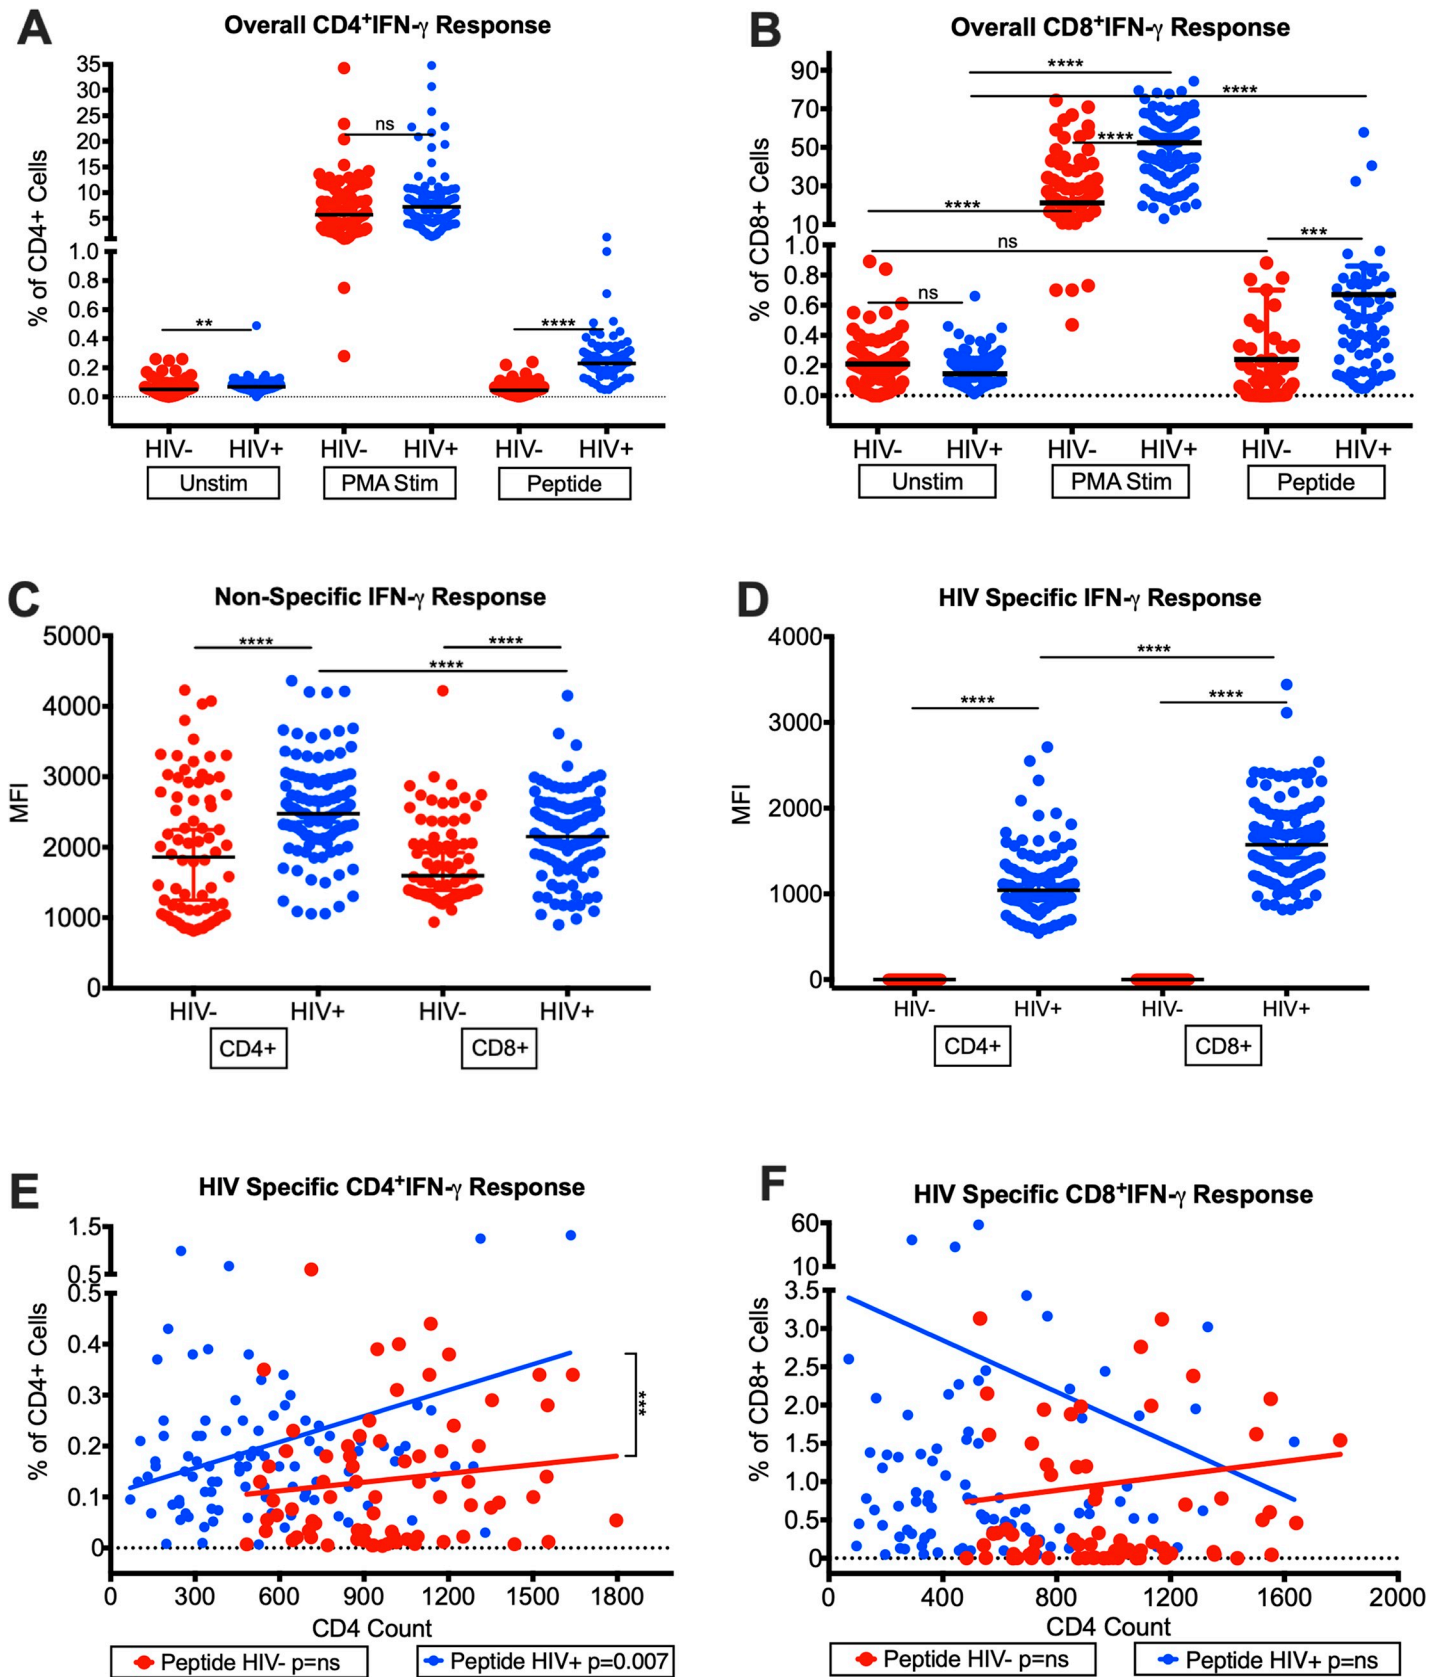 A
Overall CD4+IFN-γ Response
% of CD4+ Cells
35
30
25
20
15
10
5
1.0
0.8
0.6
0.4
0.2
0.0
**
ns
****
HIV- HIV+ HIV- HIV+ HIV- HIV+
Unstim PMA Stim Peptide
B
Overall CD8+IFN-γ Response
% of CD8+ Cells
90
70
50
30
10
1.0
0.8
0.6
0.4
0.2
0.0
****
****
****
****
ns
***
ns
HIV- HIV+ HIV- HIV+ HIV- HIV+
Unstim PMA Stim Peptide
C
Non-Specific IFN-γ Response
MFI
5000
4000
3000
2000
1000
0
**** ****
****
HIV- HIV+ HIV- HIV+
CD4+ CD8+
D
HIV Specific IFN-γ Response
MFI
4000
3000
2000
1000
0
****
**** ****
HIV- HIV+ HIV- HIV+
CD4+ CD8+
E
HIV Specific CD4+IFN-γ Response
% of CD4+ Cells
1.5
0.5
0.5
0.4
0.3
0.2
0.1
0
***
0 300 600 900 1200 1500 1800
CD4 Count
Peptide HIV- p=ns Peptide HIV+ p=0.007
F
HIV Specific CD8+IFN-γ Response
% of CD8+ Cells
60
10
3.5
3.0
2.5
2.0
1.5
1.0
0.5
0
0 400 800 1200 1600 2000
CD4 Count
Peptide HIV- p=ns Peptide HIV+ p=ns